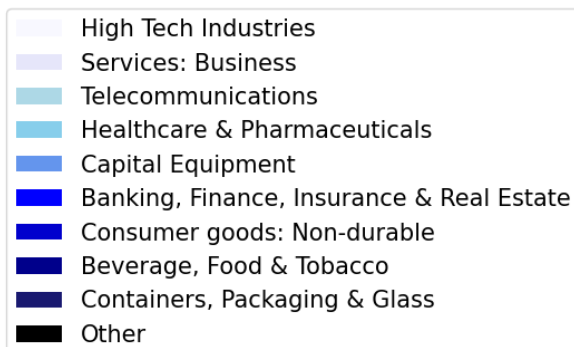 High Tech Industries
Services: Business
Telecommunications
Healthcare & Pharmaceuticals
Capital Equipment
Banking, Finance, Insurance & Real Estate
Consumer goods: Non-durable
Beverage, Food & Tobacco
Containers, Packaging & Glass
Other